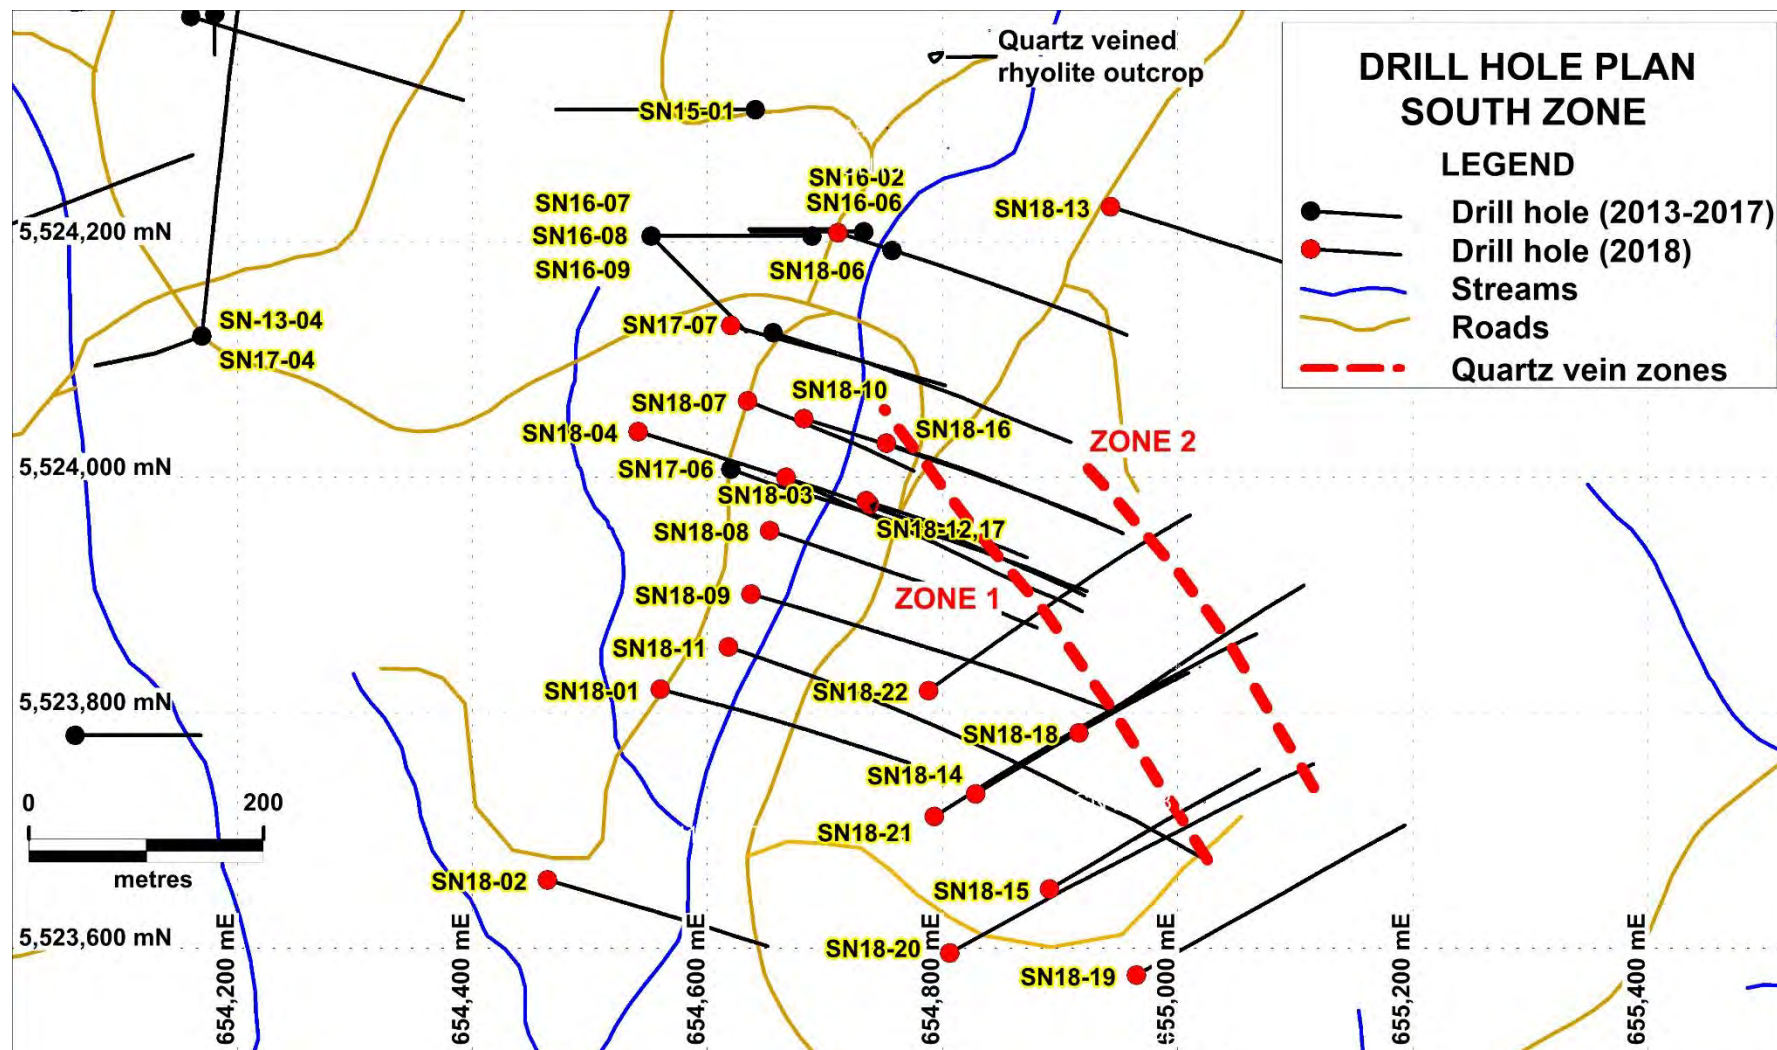 Quartz veined
rhyolite outcrop
DRILL HOLE PLAN
SOUTH ZONE
LEGEND
Drill hole (2013-2017)
Drill hole (2018)
Streams
Roads
Quartz vein zones
SN15-01
SN16-02
SN16-06
SN16-07
SN16-08
SN16-09
SN18-13
5,524,200 mN
SN18-06
SN-13-04
SN17-04
SN17-07
SN18-10
SN18-07
SN18-04
SN18-16
ZONE 2
5,524,000 mN
SN17-06
SN18-03
SN18-08
SN18-12,17
SN18-09
ZONE 1
SN18-11
SN18-01
SN18-22
5,523,800 mN
SN18-18
SN18-14
SN18-21
0 200
metres
SN18-02
SN18-15
5,523,600 mN
SN18-20
SN18-19
654,200 mE
654,400 mE
654,600 mE
654,800 mE
655,000 mE
655,200 mE
655,400 mE